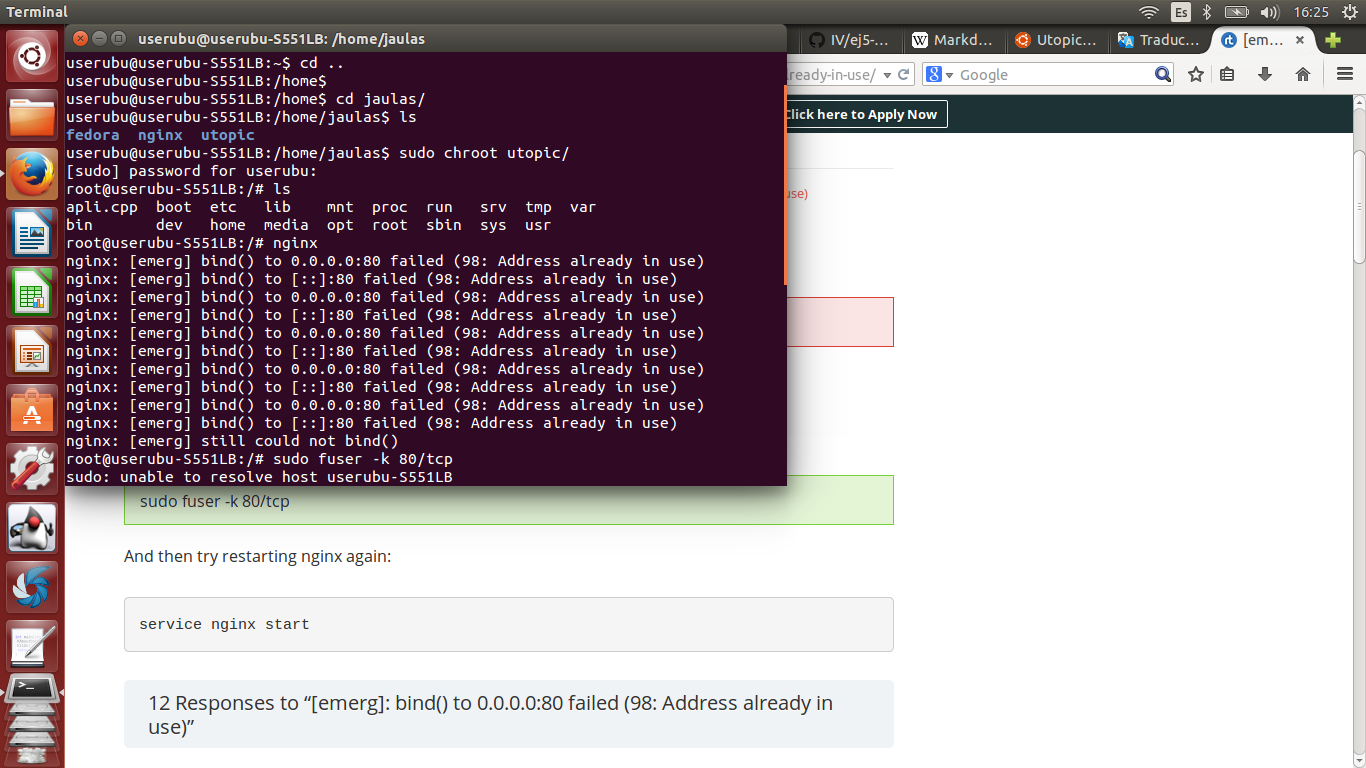 Terminal
Es
16:25
userubu@userubu-S551LB: /home/jaulas
userubu@userubu-S551LB:~$ cd ..
userubu@userubu-S551LB:/home$
userubu@userubu-S551LB:/home$ cd jaulas/
userubu@userubu-S551LB:/home/jaulas$ ls
fedora  nginx  utopic
userubu@userubu-S551LB:/home/jaulas$ sudo chroot utopic/
[sudo] password for userubu:
root@userubu-S551LB:/# ls
apli.cpp  boot  etc   lib    mnt  proc  run   srv  tmp  var
bin       dev   home  media  opt  root  sbin  sys  usr
root@userubu-S551LB:/# nginx
nginx: [emerg] bind() to 0.0.0.0:80 failed (98: Address already in use)
nginx: [emerg] bind() to [::]:80 failed (98: Address already in use)
nginx: [emerg] bind() to 0.0.0.0:80 failed (98: Address already in use)
nginx: [emerg] bind() to [::]:80 failed (98: Address already in use)
nginx: [emerg] bind() to 0.0.0.0:80 failed (98: Address already in use)
nginx: [emerg] bind() to [::]:80 failed (98: Address already in use)
nginx: [emerg] bind() to 0.0.0.0:80 failed (98: Address already in use)
nginx: [emerg] bind() to [::]:80 failed (98: Address already in use)
nginx: [emerg] bind() to 0.0.0.0:80 failed (98: Address already in use)
nginx: [emerg] bind() to [::]:80 failed (98: Address already in use)
nginx: [emerg] still could not bind()
root@userubu-S551LB:/# sudo fuser -k 80/tcp
sudo: unable to resolve host userubu-S551LB
IV/ej5-...
W Markd...
Utopic...
Traduc...
rt [em...
ready-in-use/
8 Google
Click here to Apply Now
use)
sudo fuser -k 80/tcp
And then try restarting nginx again:
service nginx start
12 Responses to “[emerg]: bind() to 0.0.0.0:80 failed (98: Address already in
use)”